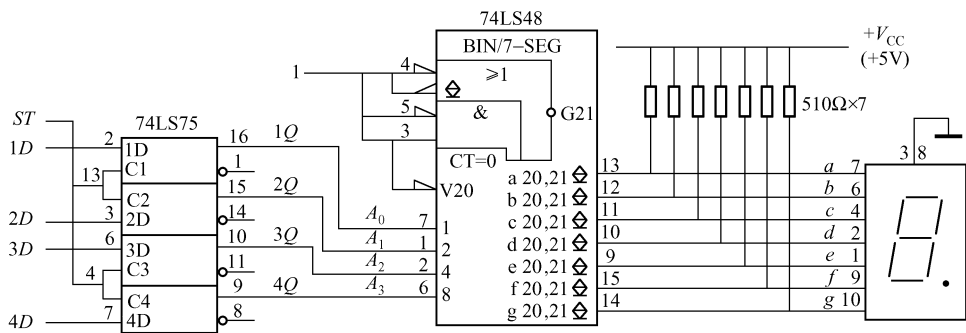 74LS48
BIN/7-SEG
+V_CC
(+5V)
1
4
⩾1
5
&
G21
3
CT=0
V20
510Ω×7
ST
74LS75
1D
2
1D
16
1Q
13
C1
1
C2
15
2Q
2D
3
2D
14
3D
6
3D
10
3Q
4
C3
11
C4
9
4Q
4D
7
4D
8
A₀
7
1
A₁
1
2
A₂
2
4
A₃
6
8
a 20,21
13
b 20,21
12
c 20,21
11
d 20,21
10
e 20,21
9
f 20,21
15
g 20,21
14
3 8
a 7
b 6
c 4
d 2
e 1
f 9
g 10